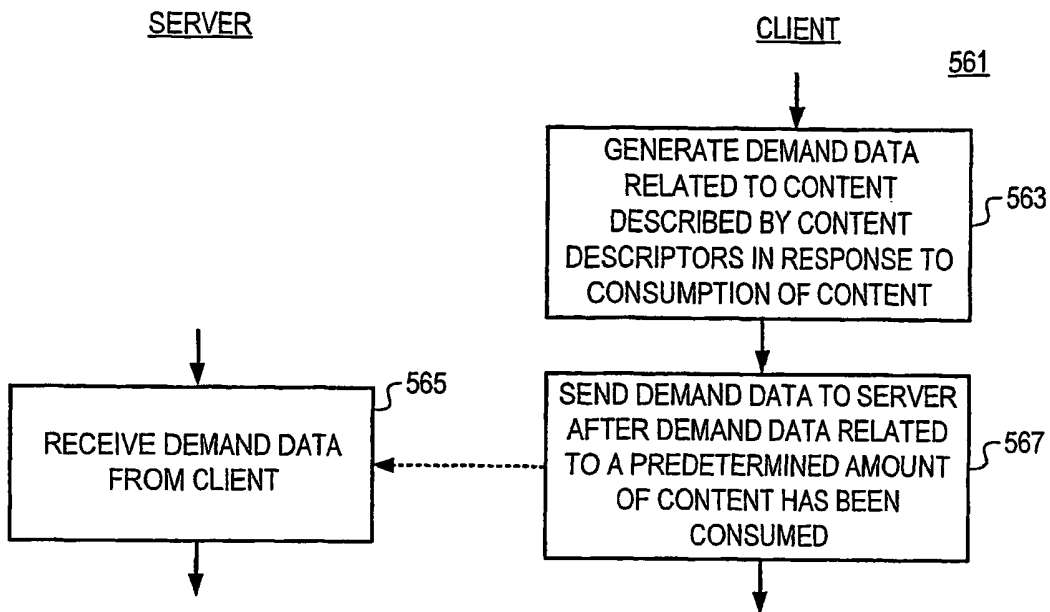 SERVER
CLIENT
561
GENERATE DEMAND DATA
RELATED TO CONTENT
DESCRIBED BY CONTENT
DESCRIPTORS IN RESPONSE TO
CONSUMPTION OF CONTENT
563
565
RECEIVE DEMAND DATA
FROM CLIENT
SEND DEMAND DATA TO SERVER
AFTER DEMAND DATA RELATED
TO A PREDETERMINED AMOUNT
OF CONTENT HAS BEEN
CONSUMED
567